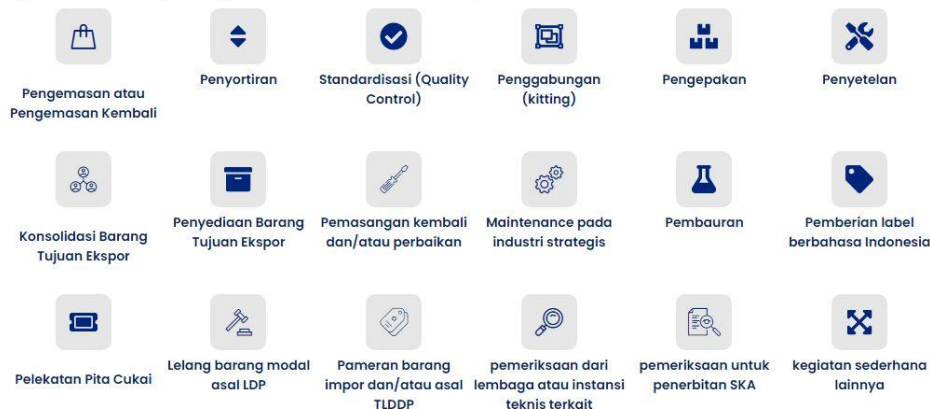 Pengemasan atau
Pengemasan Kembali
Penyortiran
Standardisasi (Quality
Control)
Penggabungan
(kitting)
Pengepakan
Penyetelan
Konsolidasi Barang
Tujuan Ekspor
Penyediaan Barang
Tujuan Ekspor
Pemasangan kembali
dan/atau perbaikan
Maintenance pada
industri strategis
Pembauran
Pemberian label
berbahasa Indonesia
Pelekatan Pita Cukai
Lelang barang modal
asal LDP
Pameran barang
impor dan/atau asal
TLDDP
pemeriksaan dari
lembaga atau instansi
teknis terkait
pemeriksaan untuk
penerbitan SKA
kegiatan sederhana
lainnya